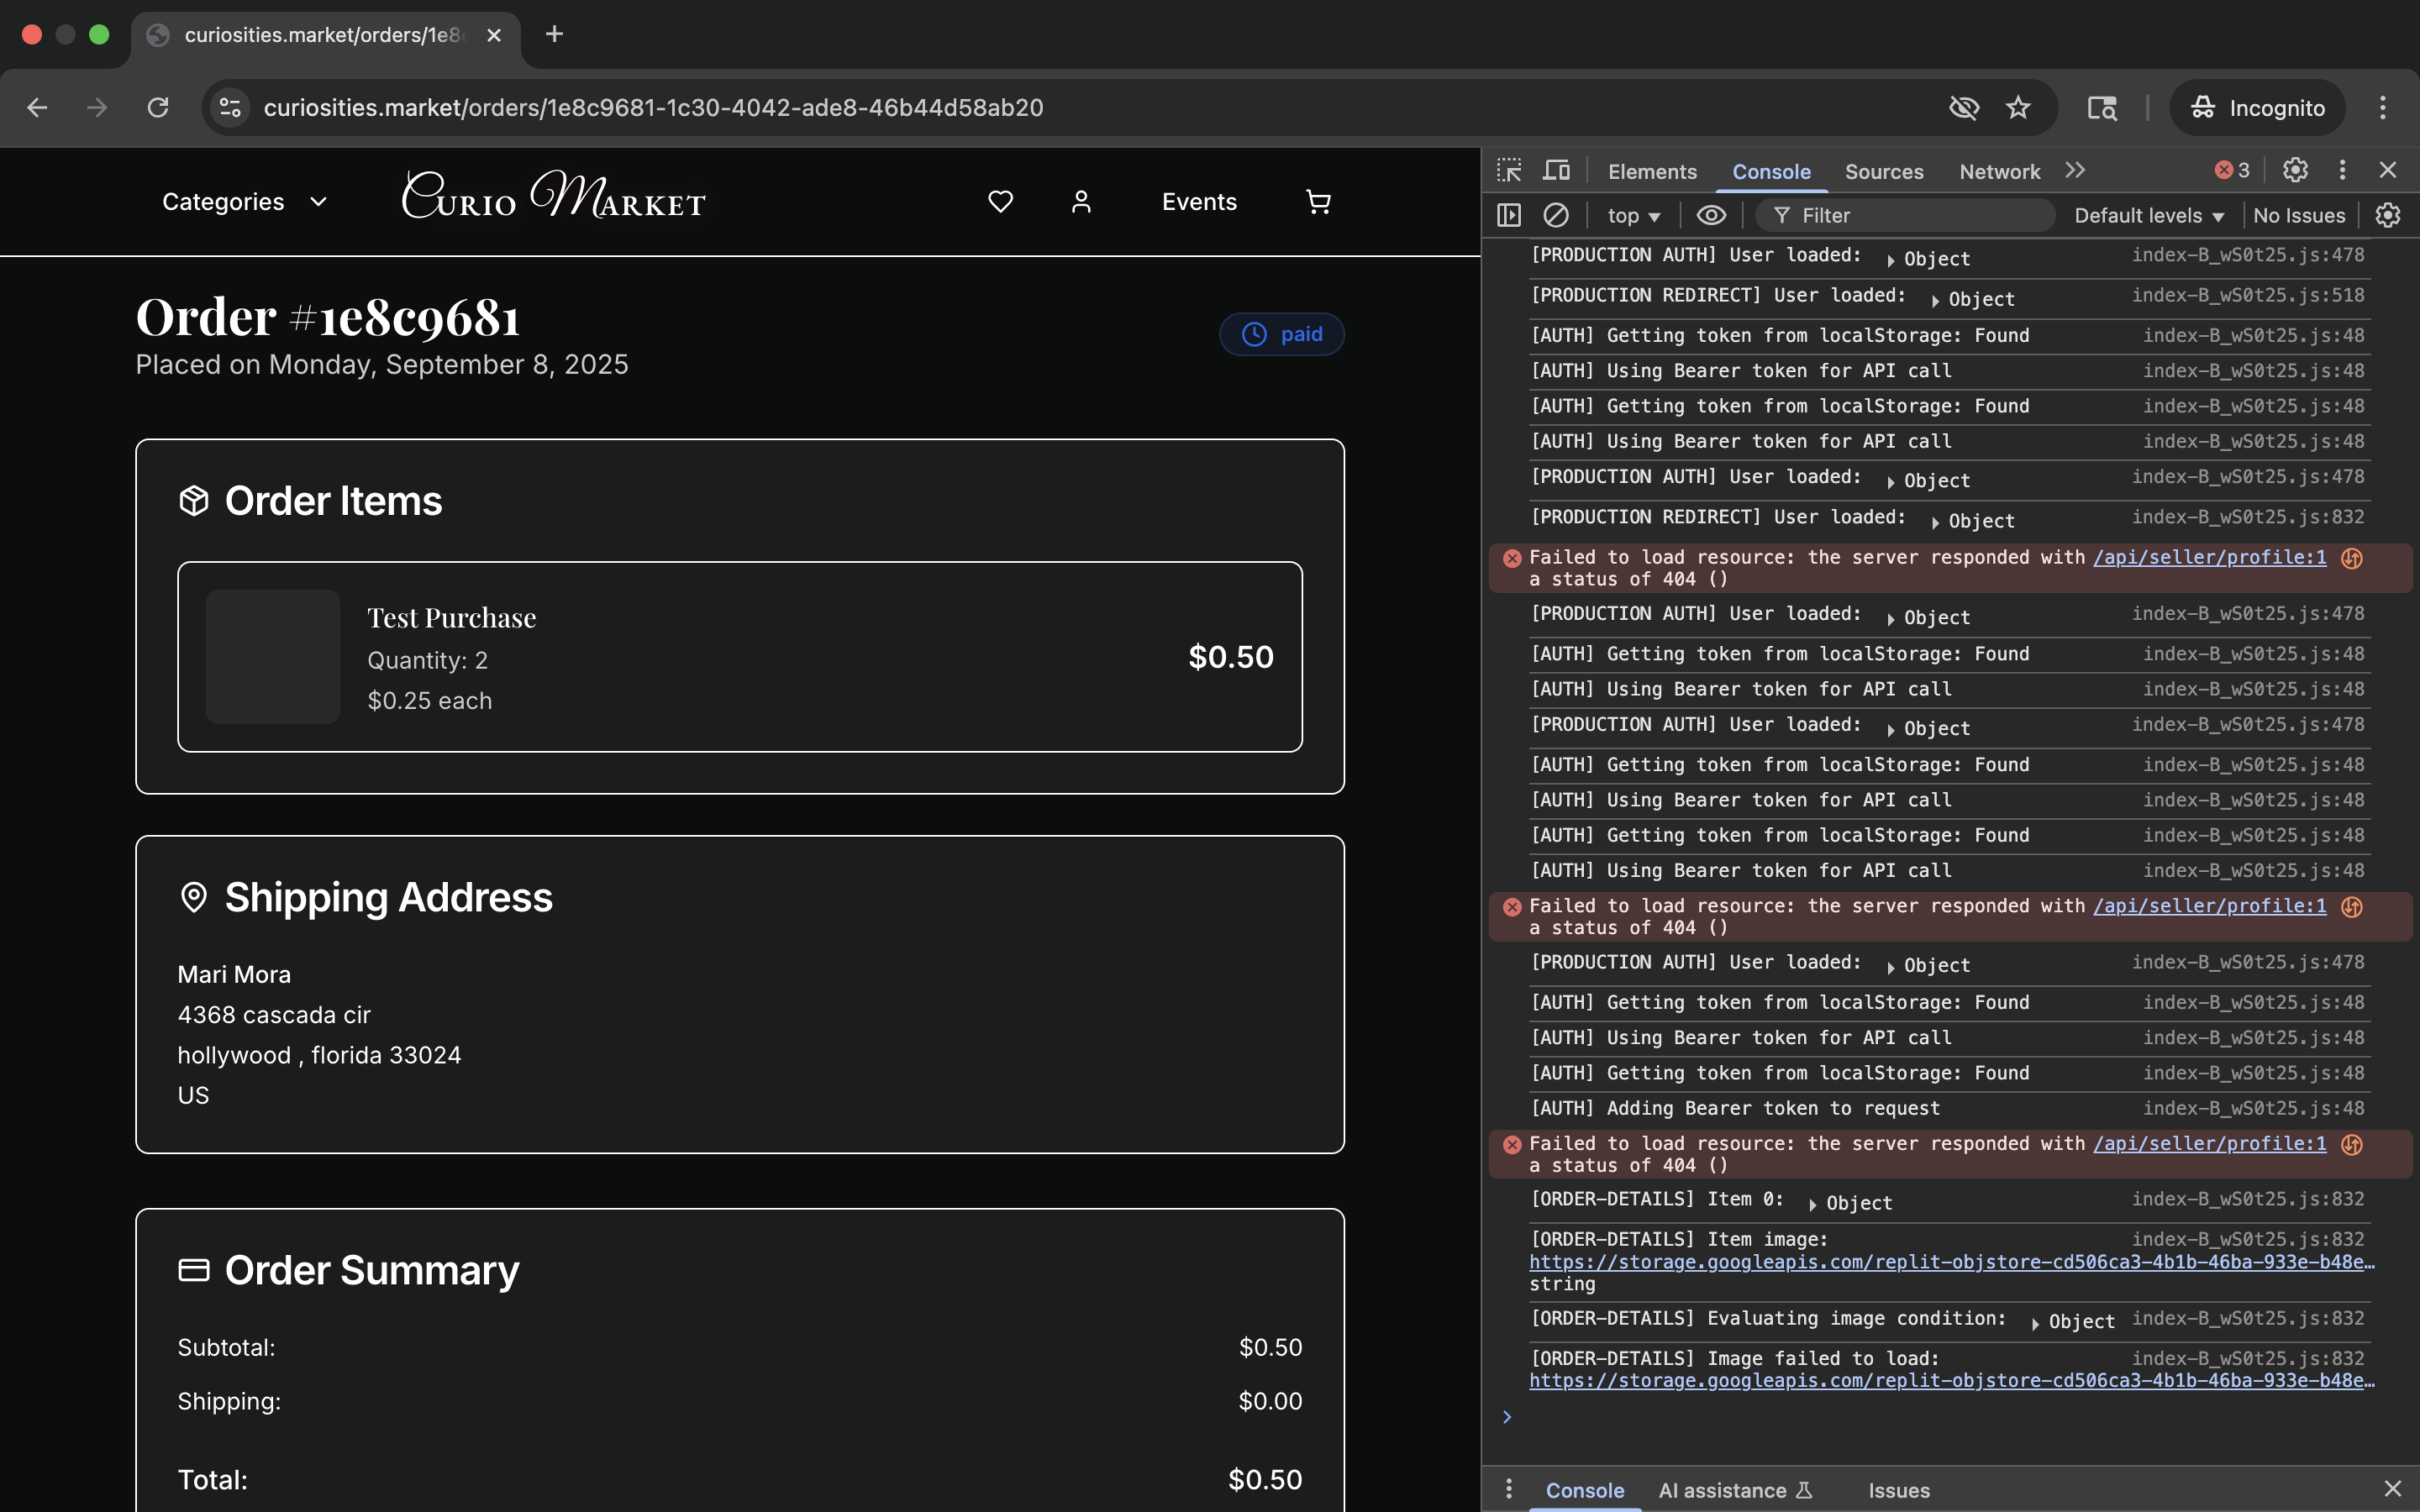 curiosities.market/orders/1e8
curiosities.market/orders/1e8c9681-1c30-4042-ade8-46b44d58ab20
Incognito
Categories
Curio Market
Events
Order #1e8c9681
Placed on Monday, September 8, 2025
paid
Order Items
Test Purchase
Quantity: 2
$0.25 each
$0.50
Shipping Address
Mari Mora
4368 cascada cir
hollywood , florida 33024
US
Order Summary
Subtotal: $0.50
Shipping: $0.00
Total: $0.50
Elements Console Sources Network 3
top Filter Default levels No Issues
[PRODUCTION AUTH] User loaded: Object index-B_wS0t25.js:478
[PRODUCTION REDIRECT] User loaded: Object index-B_wS0t25.js:518
[AUTH] Getting token from localStorage: Found index-B_wS0t25.js:48
[AUTH] Using Bearer token for API call index-B_wS0t25.js:48
[AUTH] Getting token from localStorage: Found index-B_wS0t25.js:48
[AUTH] Using Bearer token for API call index-B_wS0t25.js:48
[PRODUCTION AUTH] User loaded: Object index-B_wS0t25.js:478
[PRODUCTION REDIRECT] User loaded: Object index-B_wS0t25.js:832
Failed to load resource: the server responded with /api/seller/profile:1
a status of 404 ()
[PRODUCTION AUTH] User loaded: Object index-B_wS0t25.js:478
[AUTH] Getting token from localStorage: Found index-B_wS0t25.js:48
[AUTH] Using Bearer token for API call index-B_wS0t25.js:48
[PRODUCTION AUTH] User loaded: Object index-B_wS0t25.js:478
[AUTH] Getting token from localStorage: Found index-B_wS0t25.js:48
[AUTH] Using Bearer token for API call index-B_wS0t25.js:48
[AUTH] Getting token from localStorage: Found index-B_wS0t25.js:48
[AUTH] Using Bearer token for API call index-B_wS0t25.js:48
Failed to load resource: the server responded with /api/seller/profile:1
a status of 404 ()
[PRODUCTION AUTH] User loaded: Object index-B_wS0t25.js:478
[AUTH] Getting token from localStorage: Found index-B_wS0t25.js:48
[AUTH] Using Bearer token for API call index-B_wS0t25.js:48
[AUTH] Getting token from localStorage: Found index-B_wS0t25.js:48
[AUTH] Adding Bearer token to request index-B_wS0t25.js:48
Failed to load resource: the server responded with /api/seller/profile:1
a status of 404 ()
[ORDER-DETAILS] Item 0: Object index-B_wS0t25.js:832
[ORDER-DETAILS] Item image: index-B_wS0t25.js:832
https://storage.googleapis.com/replit-objstore-cd506ca3-4b1b-46ba-933e-b48e…
string
[ORDER-DETAILS] Evaluating image condition: Object index-B_wS0t25.js:832
[ORDER-DETAILS] Image failed to load: index-B_wS0t25.js:832
https://storage.googleapis.com/replit-objstore-cd506ca3-4b1b-46ba-933e-b48e…
Console AI assistance Issues